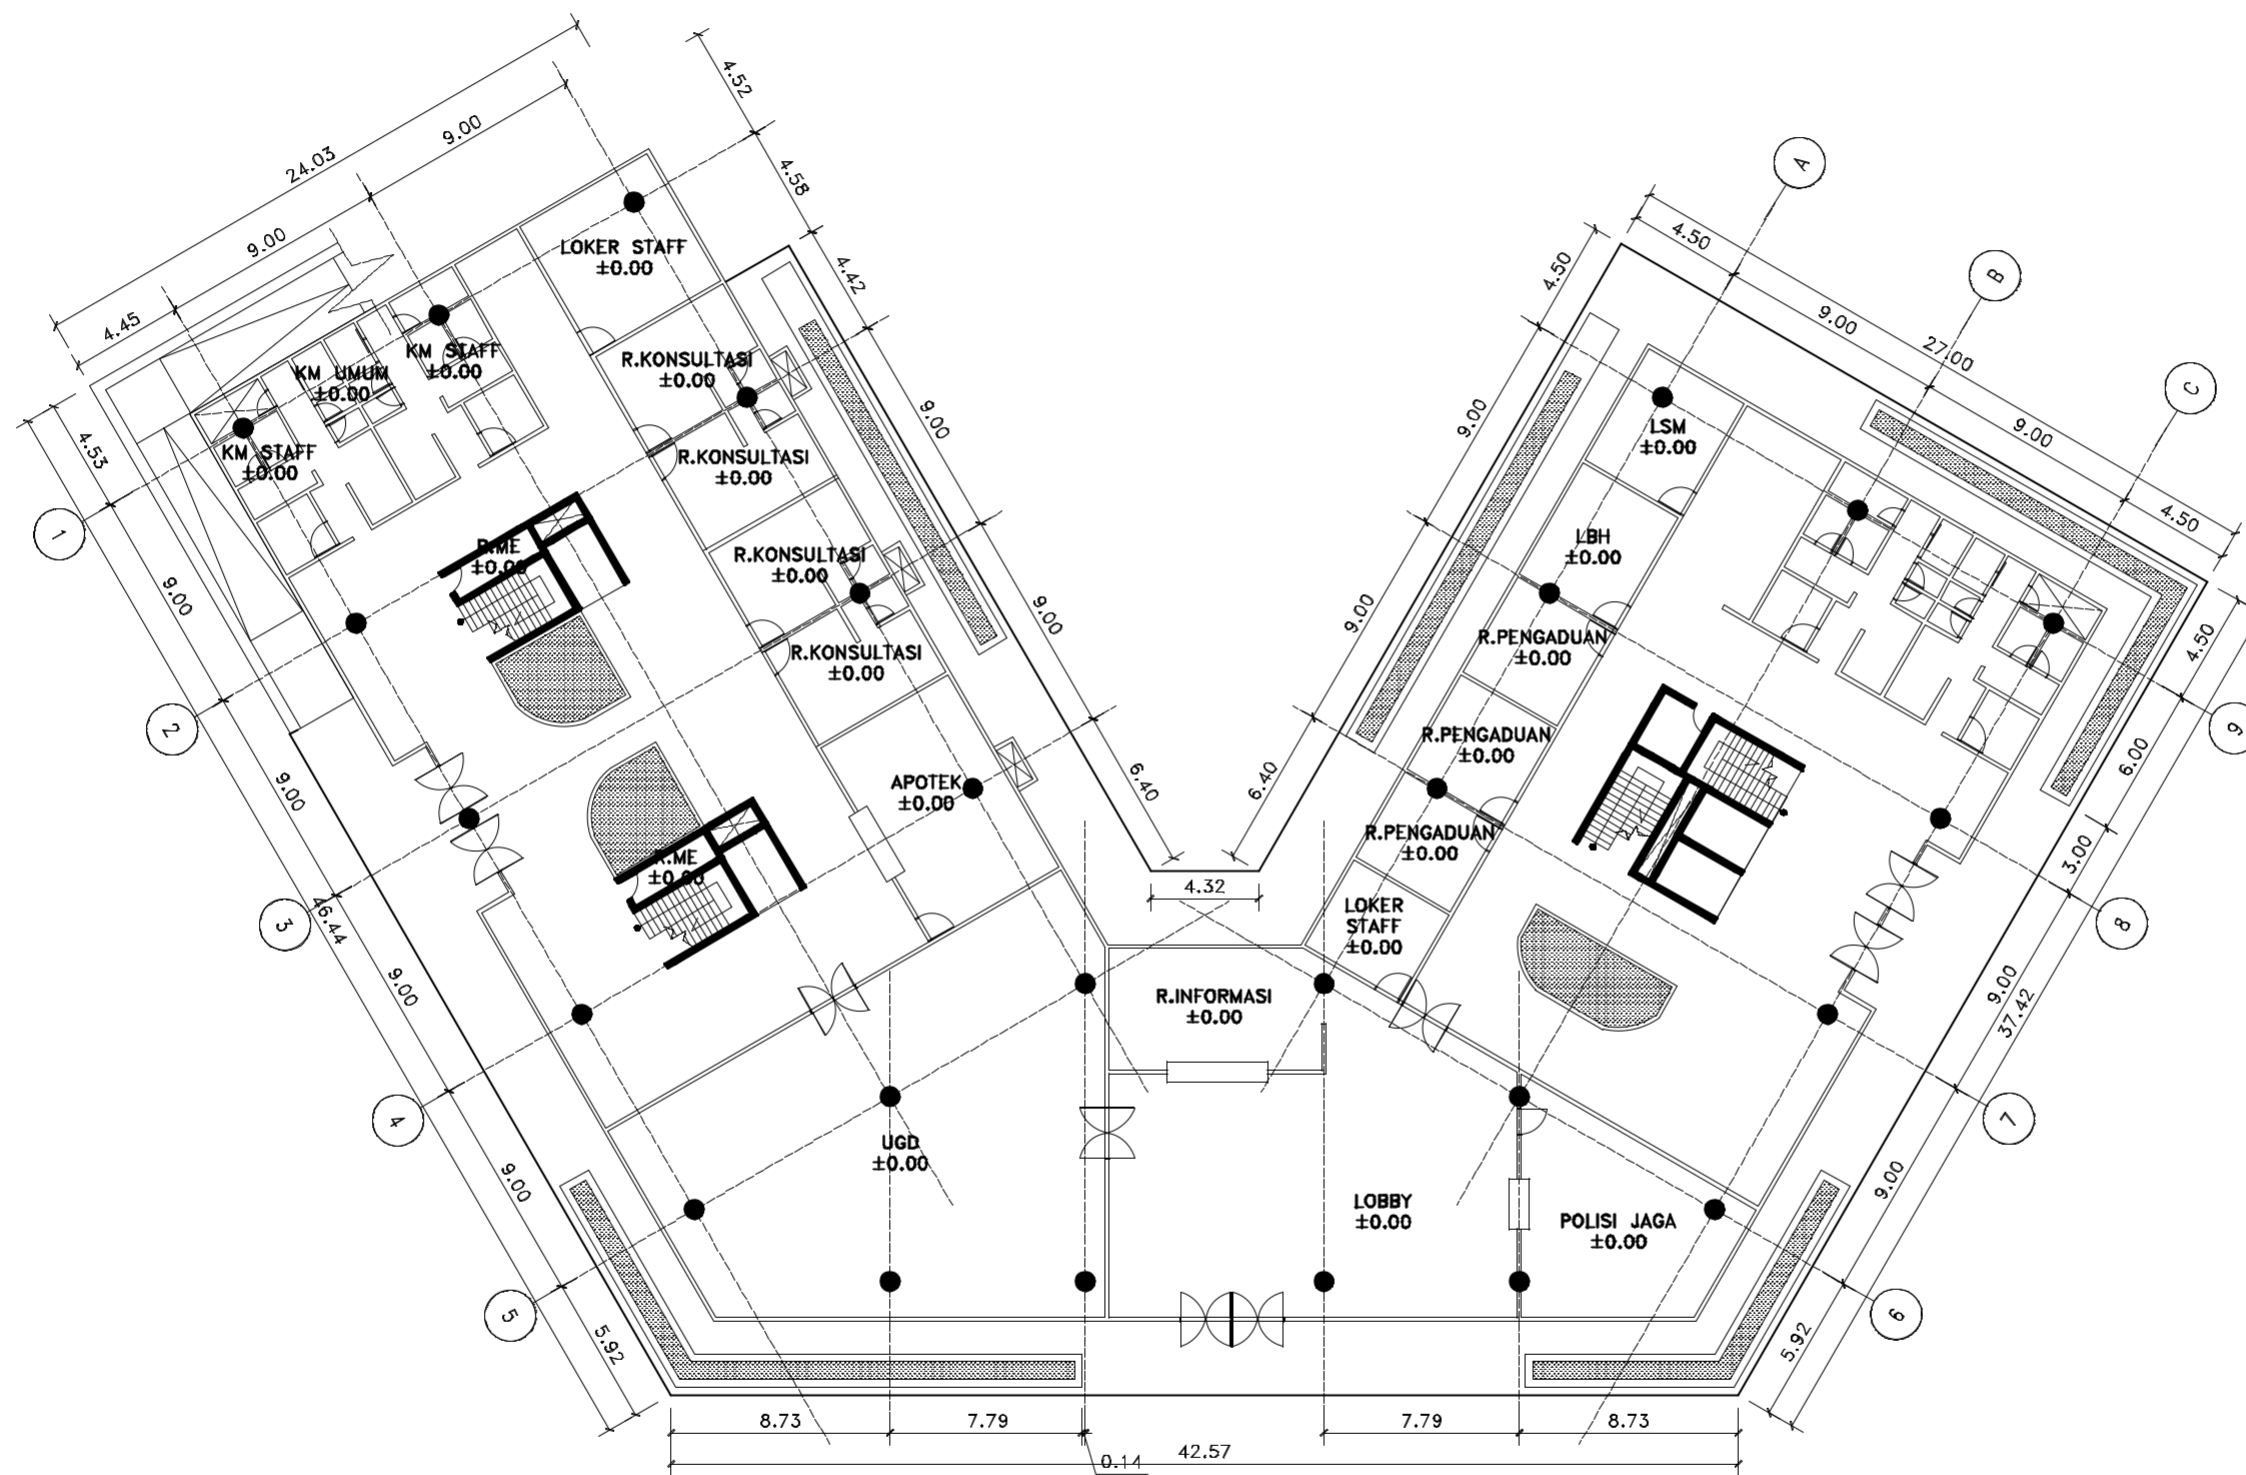 24.03
9.00
9.00
4.45
4.52
4.58
4.42
9.00
9.00
6.40
4.53
9.00
9.00
9.00
9.00
46.44
5.92
1
2
3
4
5
LOKER STAFF
±0.00
KM STAFF
±0.00
KM UMUM
±0.00
KM STAFF
±0.00
R.KONSULTASI
±0.00
R.KONSULTASI
±0.00
R.KONSULTASI
±0.00
R.KONSULTASI
±0.00
R.ME
±0.00
R.ME
±0.00
APOTEK
±0.00
UGD
±0.00
4.32
R.INFORMASI
±0.00
LOBBY
±0.00
POLISI JAGA
±0.00
LOKER
STAFF
±0.00
R.PENGADUAN
±0.00
R.PENGADUAN
±0.00
R.PENGADUAN
±0.00
LBH
±0.00
LSM
±0.00
A
B
C
4.50
9.00
27.00
9.00
4.50
4.50
9.00
9.00
6.40
4.50
6.00
3.00
9.00
37.42
9.00
5.92
9
8
7
6
8.73
7.79
0.14
7.79
8.73
42.57